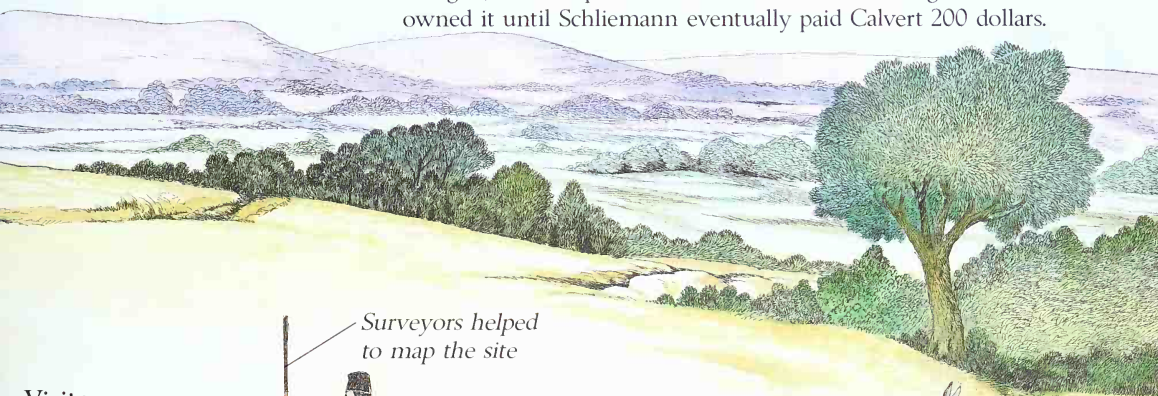 owned it until Schliemann eventually paid Calvert 200 dollars.
Surveyors helped
to map the site